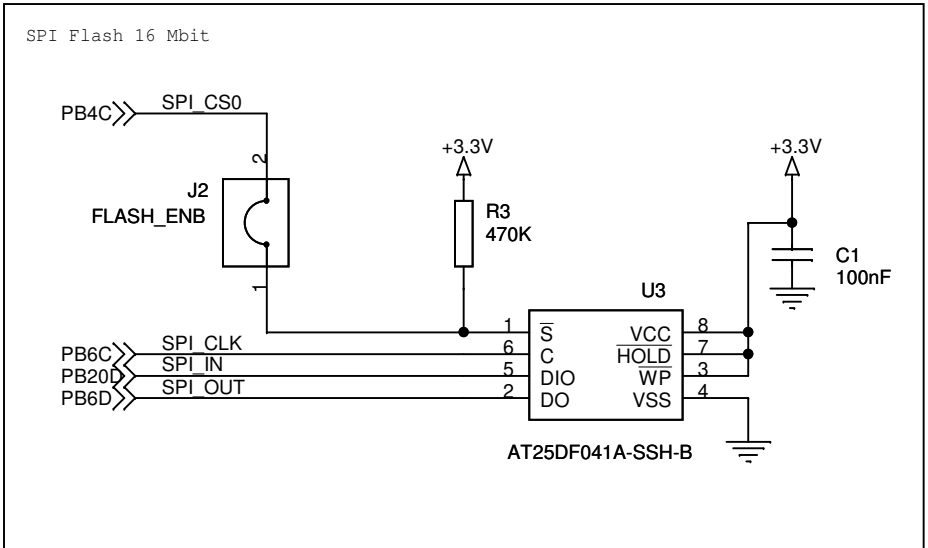 SPI Flash 16 Mbit
PB4C
SPI_CS0
2
J2
FLASH_ENB
1
+3.3V
R3
470K
+3.3V
C1
100nF
U3
1 S̅ VCC 8
PB6C SPI_CLK 6 C H̅O̅L̅D̅ 7
PB20D SPI_IN 5 DIO W̅P̅ 3
PB6D SPI_OUT 2 DO VSS 4
AT25DF041A-SSH-B